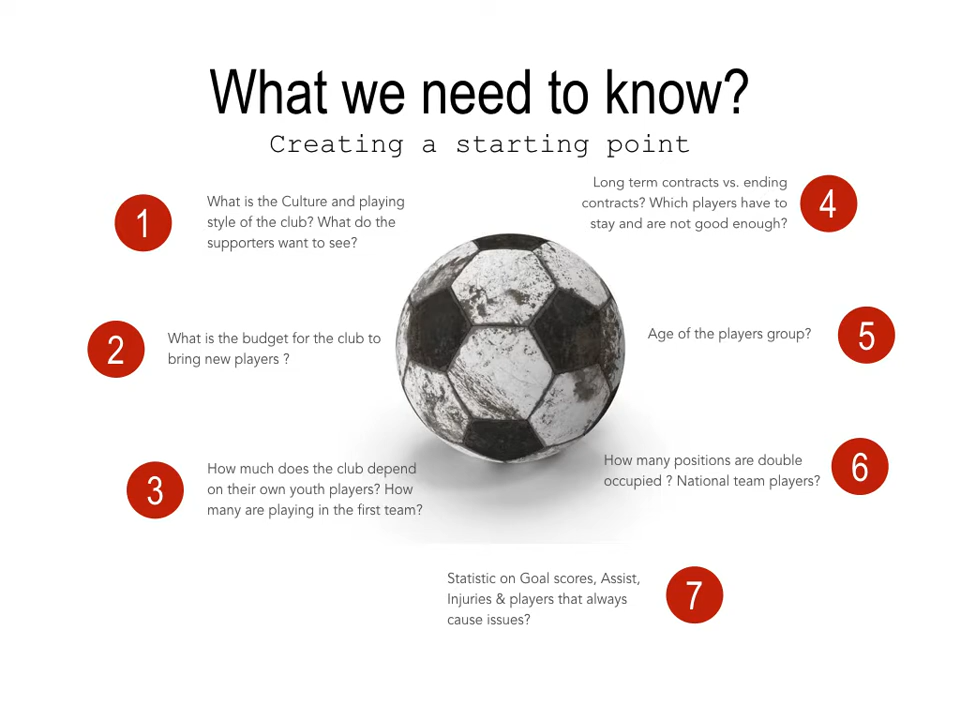 What we need to know?
Creating a starting point
1
What is the Culture and playing
style of the club? What do the
supporters want to see?
2
What is the budget for the club to
bring new players ?
3
How much does the club depend
on their own youth players? How
many are playing in the first team?
4
Long term contracts vs. ending
contracts? Which players have to
stay and are not good enough?
5
Age of the players group?
6
How many positions are double
occupied ? National team players?
7
Statistic on Goal scores, Assist,
Injuries & players that always
cause issues?